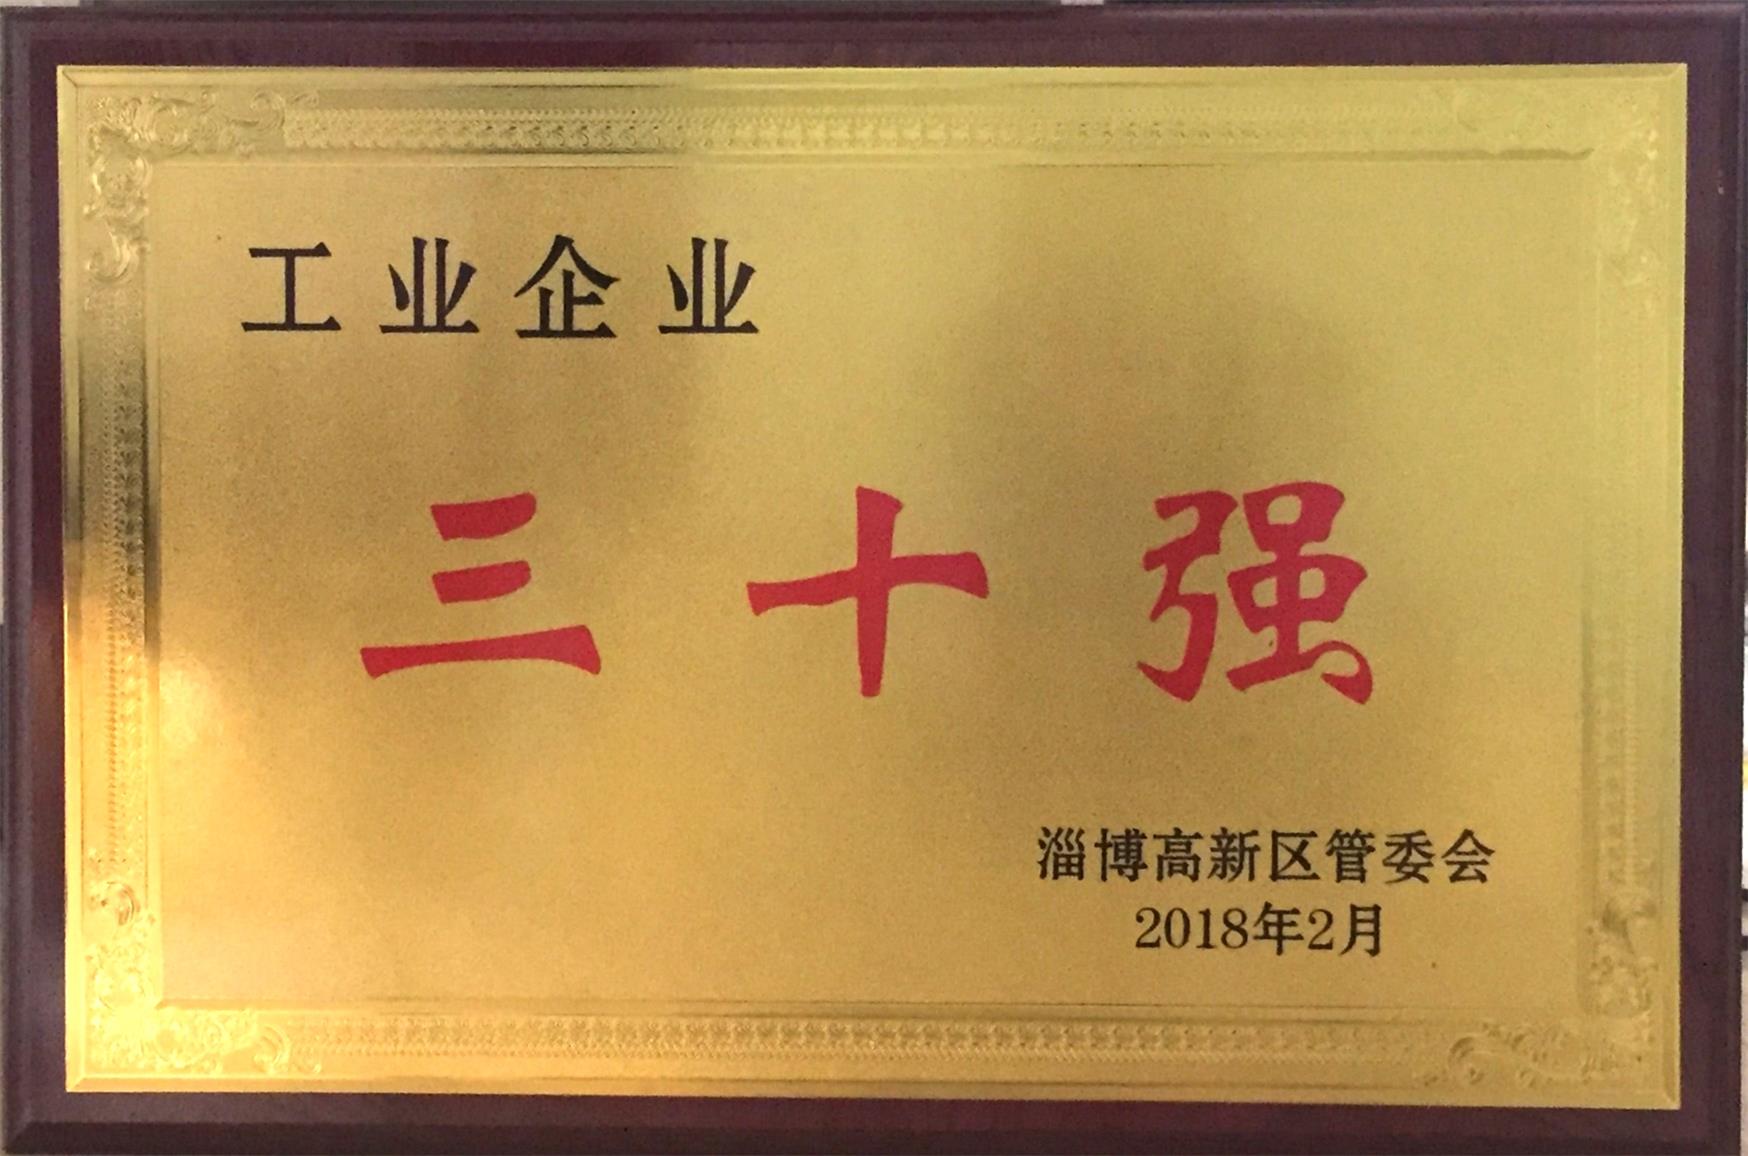 工业企业
三十强
淄博高新区管委会
2018年2月